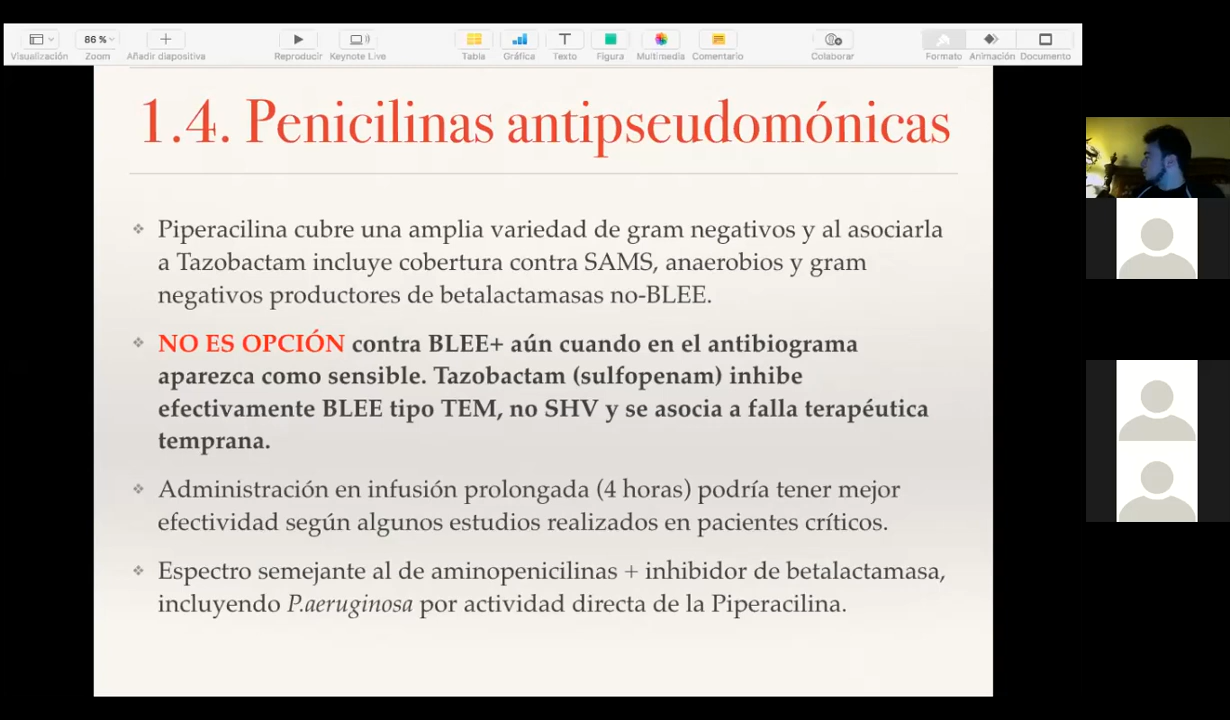 86 %
Visualización
Zoom
Añadir diapositiva
Reproducir
Keynote Live
Tabla
Gráfica
Texto
Figura
Multimedia
Comentario
Colaborar
Formato
Animación
Documento
1.4. Penicilinas antipseudomónicas
Piperacilina cubre una amplia variedad de gram negativos y al asociarla
a Tazobactam incluye cobertura contra SAMS, anaerobios y gram
negativos productores de betalactamasas no-BLEE.
NO ES OPCIÓN contra BLEE+ aún cuando en el antibiograma
aparezca como sensible. Tazobactam (sulfopenam) inhibe
efectivamente BLEE tipo TEM, no SHV y se asocia a falla terapéutica
temprana.
Administración en infusión prolongada (4 horas) podría tener mejor
efectividad según algunos estudios realizados en pacientes críticos.
Espectro semejante al de aminopenicilinas + inhibidor de betalactamasa,
incluyendo P.aeruginosa por actividad directa de la Piperacilina.